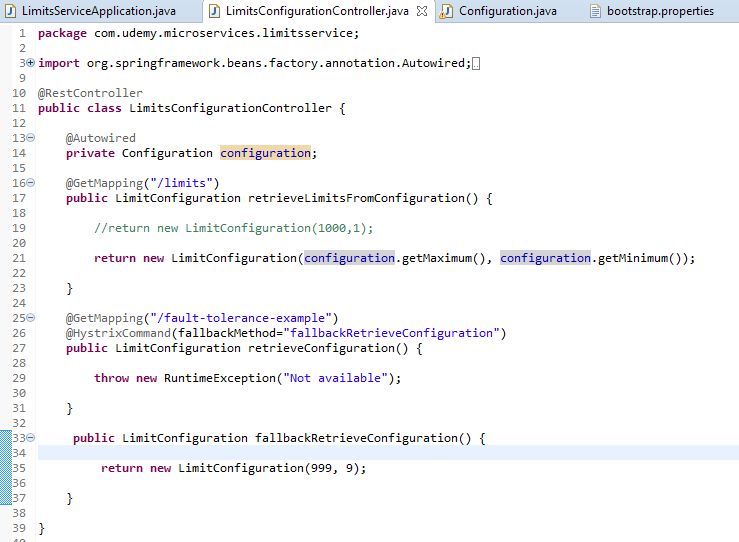 LimitsServiceApplication.java LimitsConfigurationController.java Configuration.java bootstrap.properties
1 package com.udemy.microservices.limitsservice;
2
3 import org.springframework.beans.factory.annotation.Autowired;
9
10 @RestController
11 public class LimitsConfigurationController {
12
13 @Autowired
14 private Configuration configuration;
15
16 @GetMapping("/limits")
17 public LimitConfiguration retrieveLimitsFromConfiguration() {
18
19 //return new LimitConfiguration(1000,1);
20
21 return new LimitConfiguration(configuration.getMaximum(), configuration.getMinimum());
22
23 }
24
25 @GetMapping("/fault-tolerance-example")
26 @HystrixCommand(fallbackMethod="fallbackRetrieveConfiguration")
27 public LimitConfiguration retrieveConfiguration() {
28
29 throw new RuntimeException("Not available");
30
31 }
32
33 public LimitConfiguration fallbackRetrieveConfiguration() {
34
35 return new LimitConfiguration(999, 9);
36
37 }
38
39 }